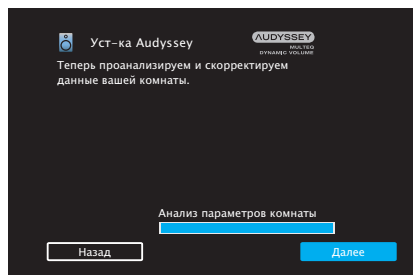 Уст-ка Audyssey
AUDYSSEY
MULTEQ
DYNAMIC VOLUME
Теперь проанализируем и скорректируем
данные вашей комнаты.
Анализ параметров комнаты
Назад
Далее